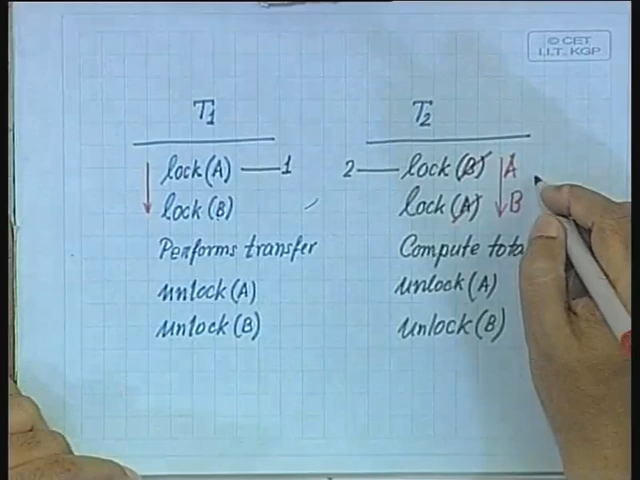 © CET
I.I.T. KGP
T1 T2
lock(A) 1 2 lock(B) A
lock(B) lock(A) B
Performs transfer Compute tota
unlock(A) unlock(A)
unlock(B) unlock(B)